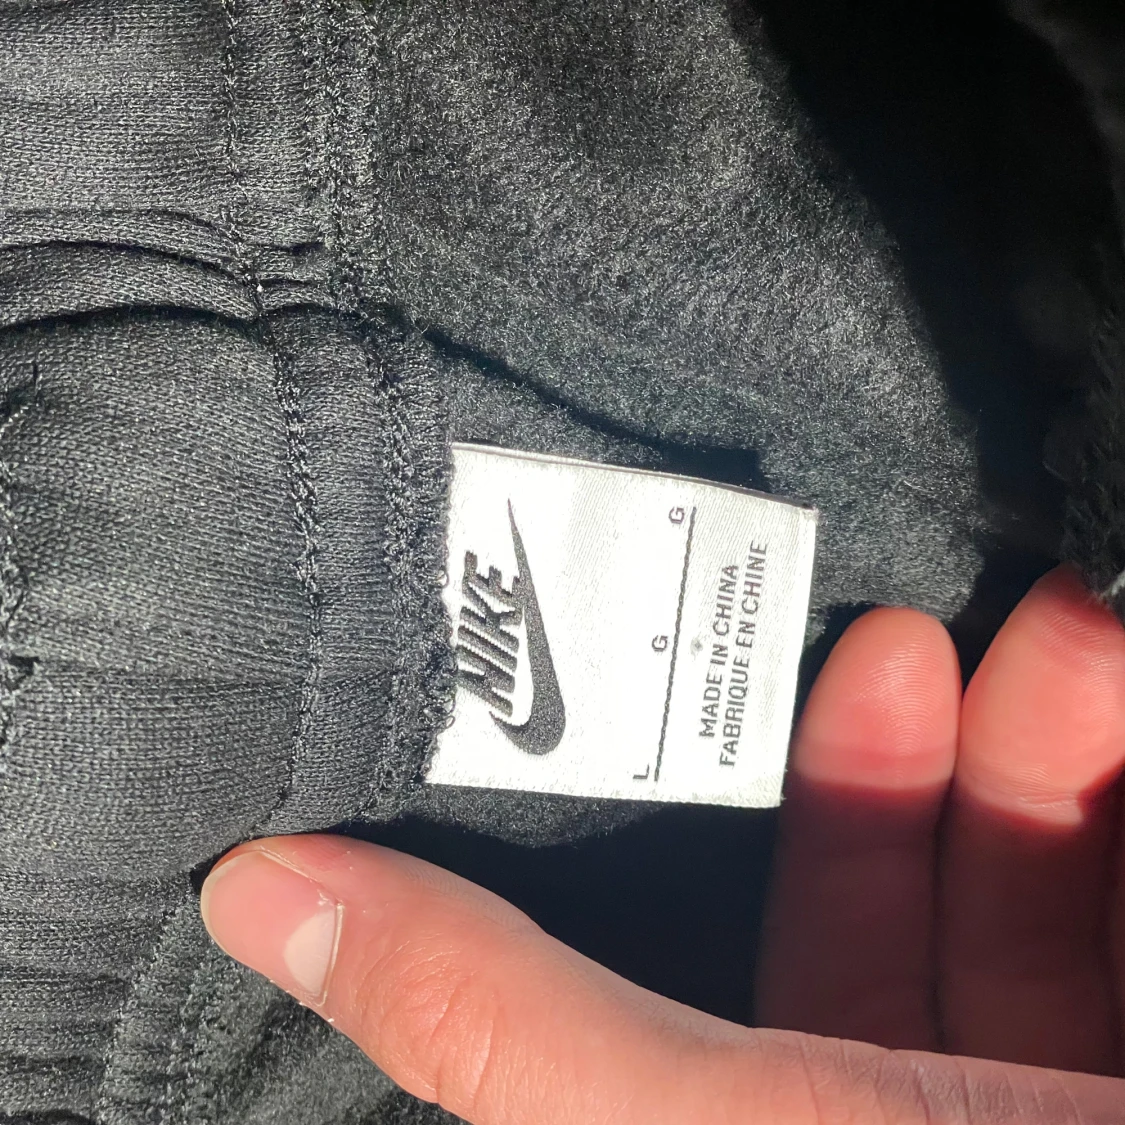 NIKE
L G G
MADE IN CHINA
FABRIQUE EN CHINE